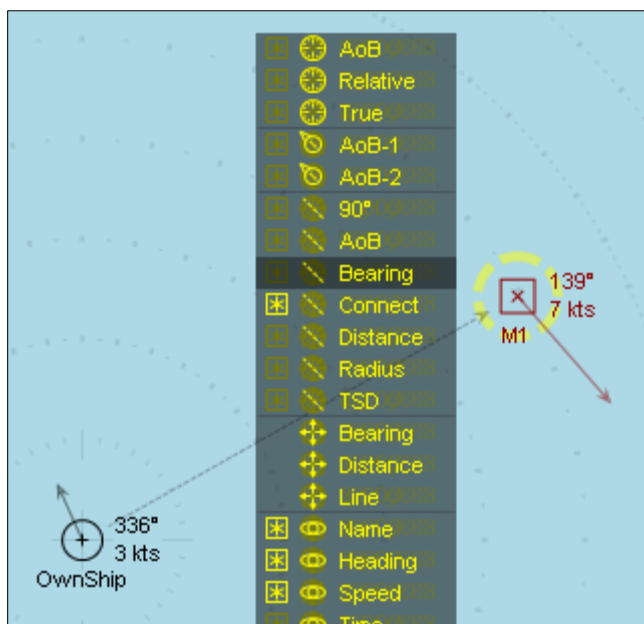 AoB
Relative
True
AoB-1
AoB-2
90°
AoB
Bearing
Connect
Distance
Radius
TSD
Bearing
Distance
Line
Name
Heading
Speed
Time
139°
7 kts
M1
336°
3 kts
OwnShip